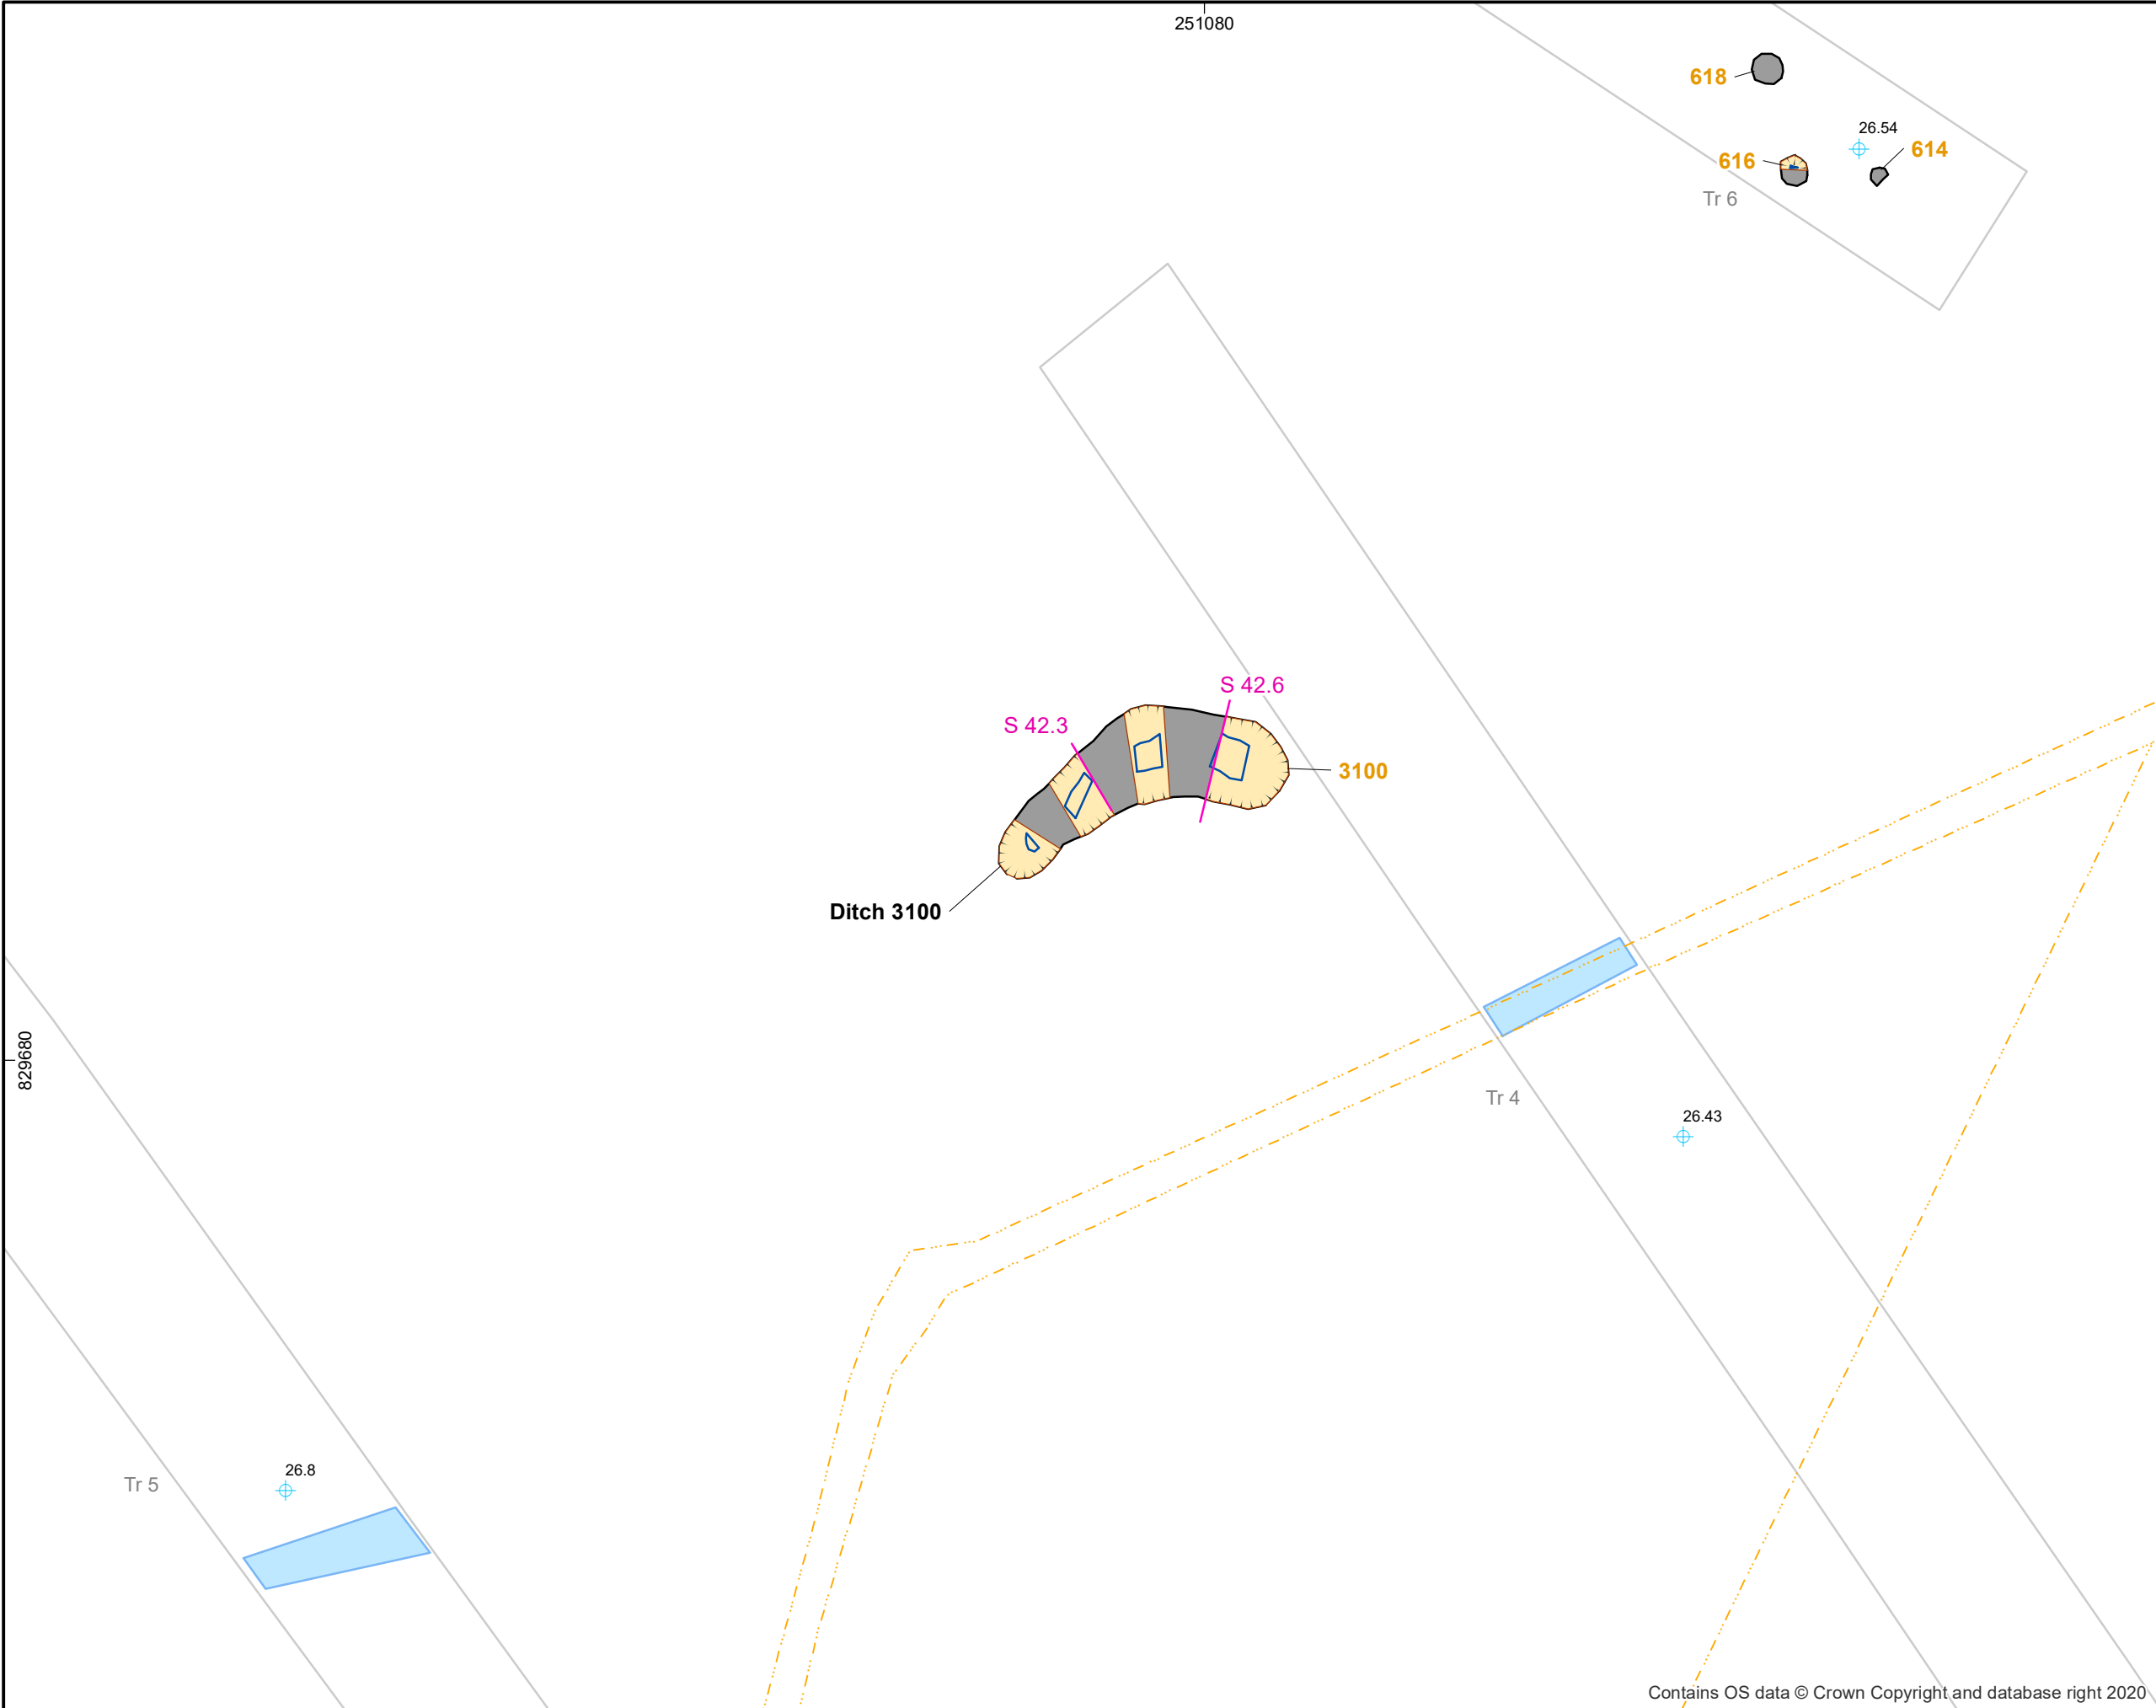 251080
618
26.54
614
616
Tr 6
S 42.6
S 42.3
3100
Ditch 3100
829680
Tr 4
26.43
26.8
Tr 5
Contains OS data © Crown Copyright and database right 2020